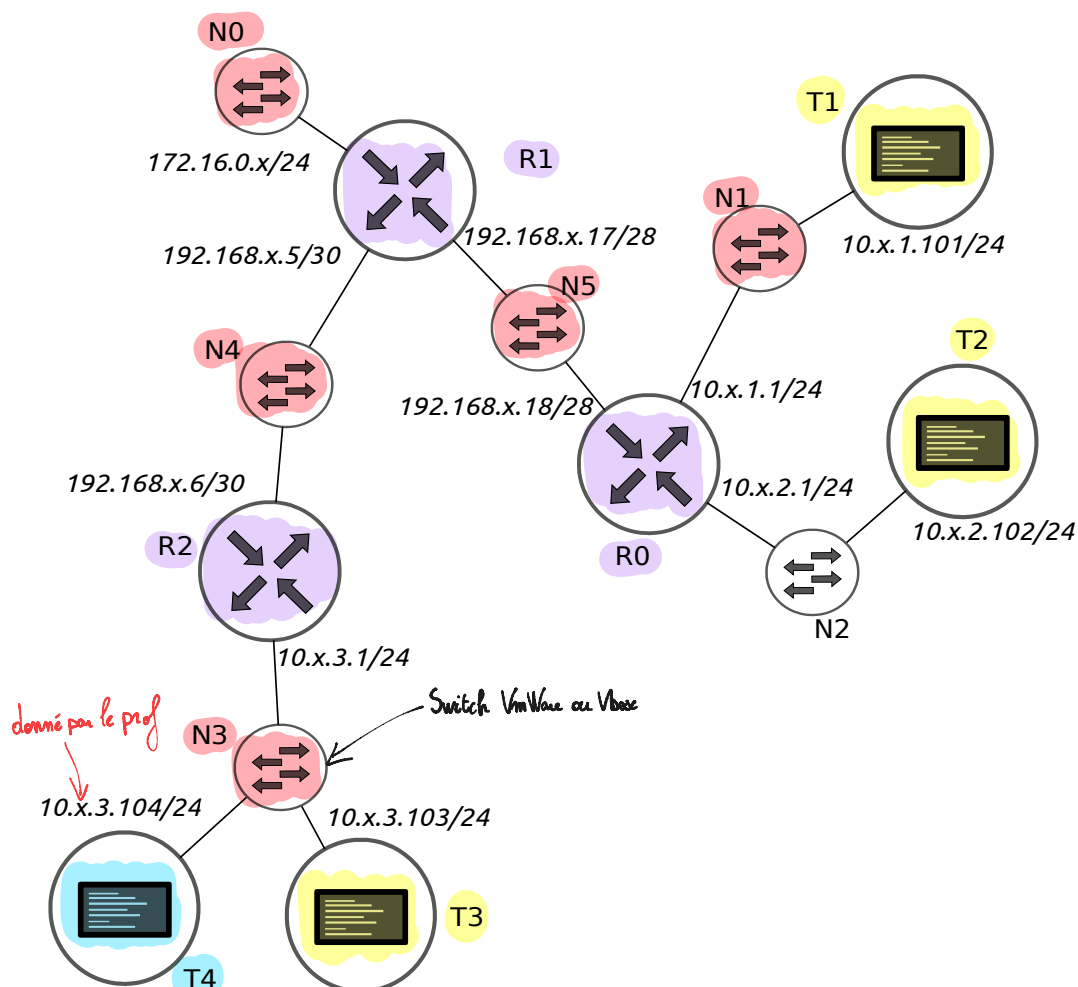 N0
T1
172.16.0.x/24
R1
N1
192.168.x.5/30
192.168.x.17/28
10.x.1.101/24
N5
N4
T2
192.168.x.18/28
10.x.1.1/24
192.168.x.6/30
10.x.2.1/24
10.x.2.102/24
R2
R0
N2
10.x.3.1/24
Switch VmWare ou Vbox
donné par le prof
N3
10.x.3.104/24
10.x.3.103/24
T3
T4